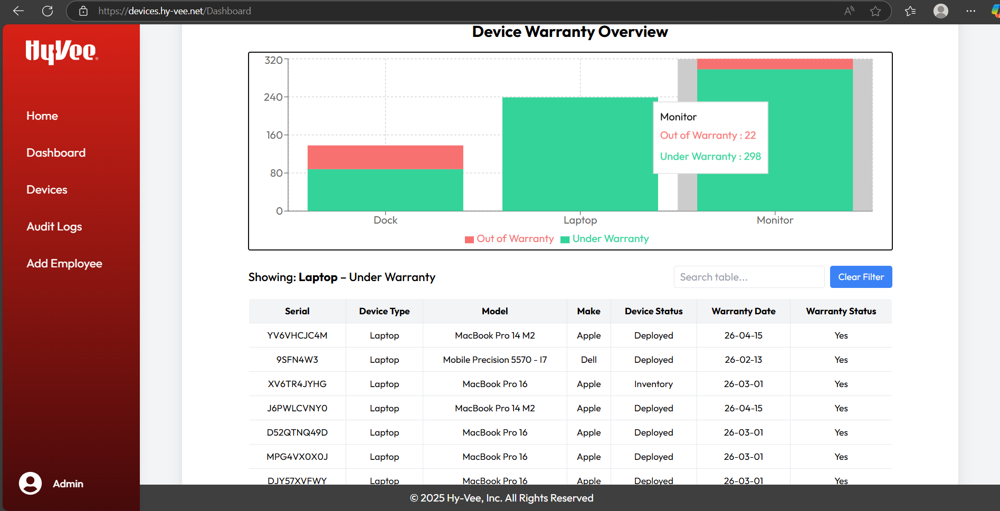 https://devices.hy-vee.net/Dashboard
HyVee®
Home
Dashboard
Devices
Audit Logs
Add Employee
Admin
Device Warranty Overview
320
240
160
80
0
Monitor
Out of Warranty : 22
Under Warranty : 298
Dock Laptop Monitor
Out of Warranty Under Warranty
Showing: Laptop – Under Warranty
Search table...
Clear Filter
Serial Device Type Model Make Device Status Warranty Date Warranty Status
YV6VHCJC4M Laptop MacBook Pro 14 M2 Apple Deployed 26-04-15 Yes
9SFN4W3 Laptop Mobile Precision 5570 - I7 Dell Deployed 26-02-13 Yes
XV6TR4JYHG Laptop MacBook Pro 16 Apple Inventory 26-03-01 Yes
J6PWLCVNY0 Laptop MacBook Pro 14 M2 Apple Deployed 26-04-15 Yes
D52QTNQ49D Laptop MacBook Pro 16 Apple Deployed 26-03-01 Yes
MPG4VX0X0J Laptop MacBook Pro 16 Apple Deployed 26-03-01 Yes
DJY57XVFWY Laptop MacBook Pro 16 Apple Deployed 26-03-01 Yes
© 2025 Hy-Vee, Inc. All Rights Reserved